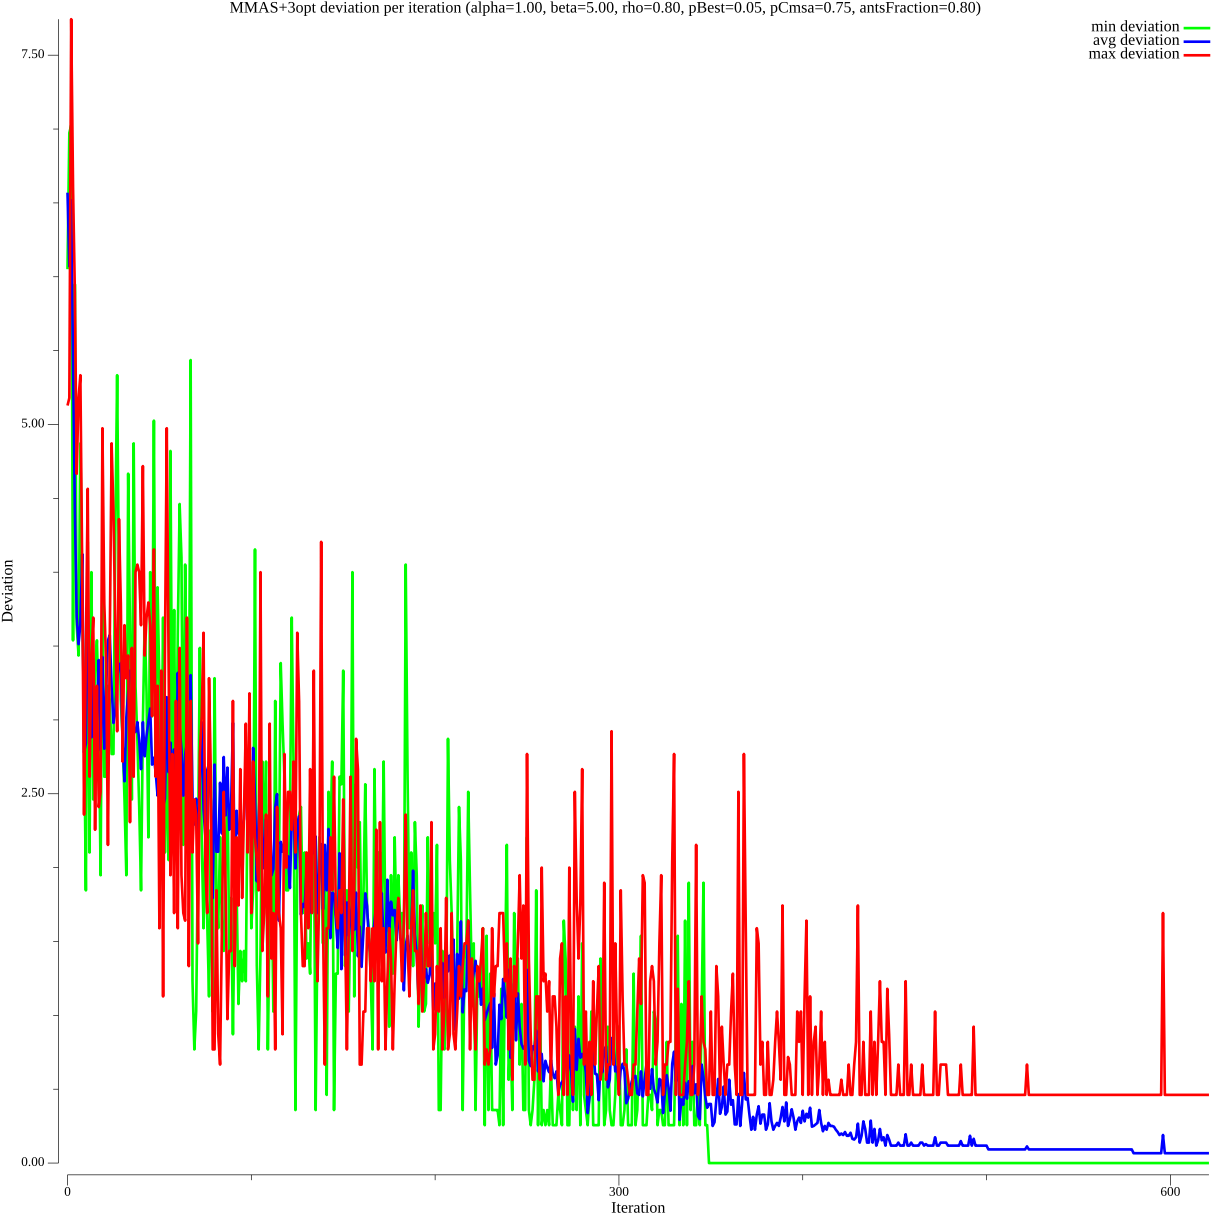 MMAS+3opt deviation per iteration (alpha=1.00, beta=5.00, rho=0.80, pBest=0.05, pCmsa=0.75, antsFraction=0.80)
min deviation
avg deviation
max deviation
7.50
5.00
2.50
0.00
Deviation
0
300
600
Iteration